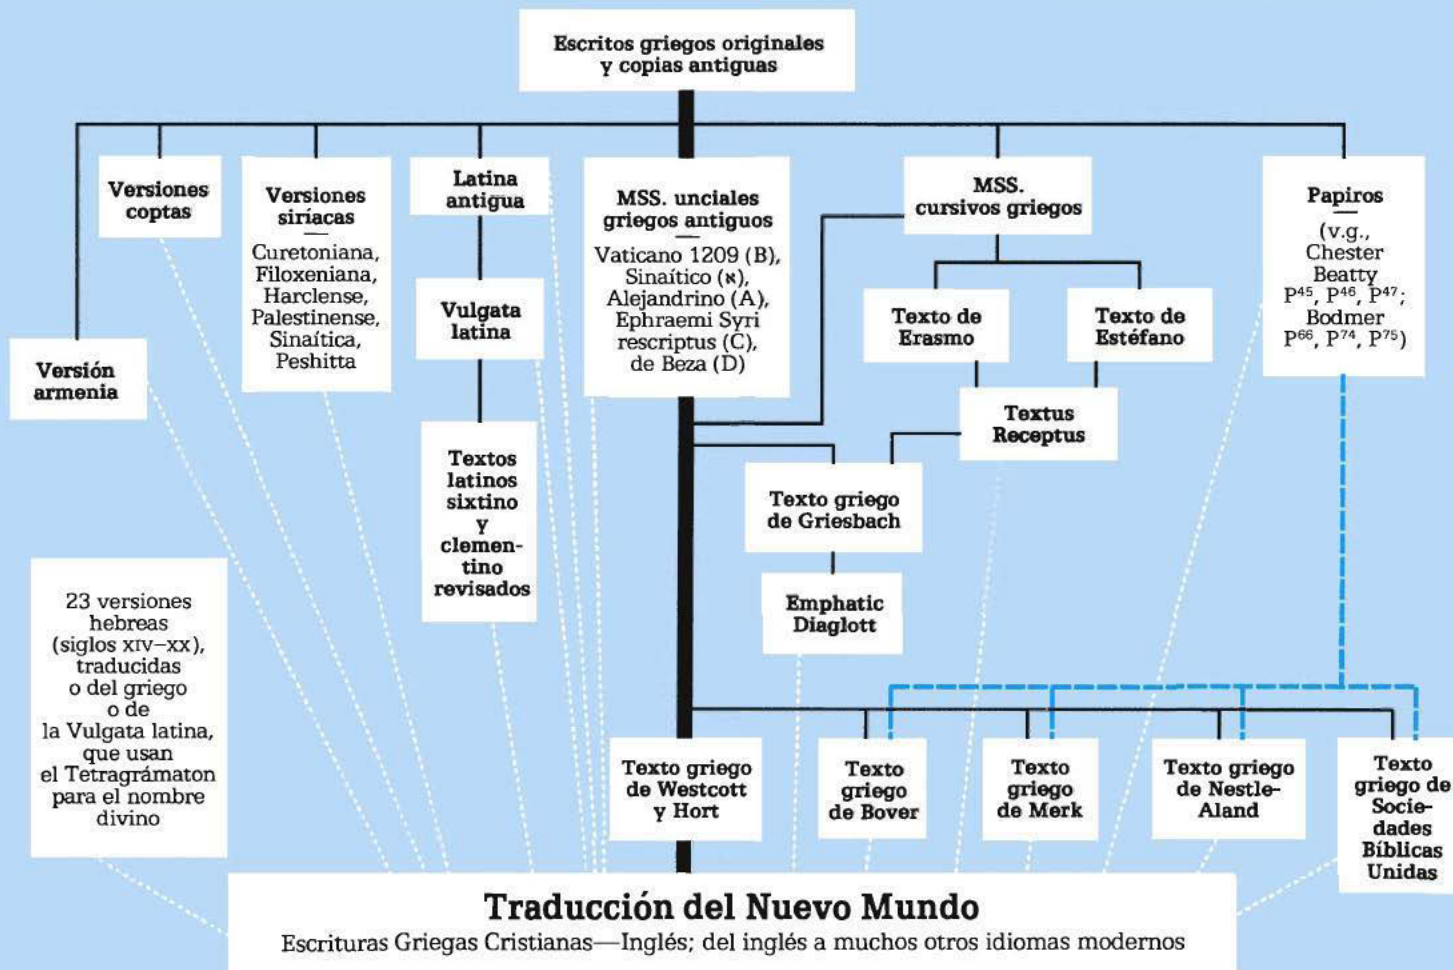 Escritos griegos originales
y copias antiguas
Versiones
coptas
Versiones
siríacas
Curetoniana,
Filoxeniana,
Harclense,
Palestinense,
Sinaítica,
Peshitta
Latina
antigua
MSS. unciales
griegos antiguos
Vaticano 1209 (B),
Sinaítico (א),
Alejandrino (A),
Ephraemi Syri
rescriptus (C),
de Beza (D)
MSS.
cursivos griegos
Papiros
(v.g.,
Chester
Beatty
P⁴⁵, P⁴⁶, P⁴⁷;
Bodmer
P⁶⁶, P⁷⁴, P⁷⁵)
Versión
armenia
Vulgata
latina
Texto de
Erasmo
Texto de
Estéfano
Textus
Receptus
Textos
latinos
sixtino
y
clemen-
tino
revisados
Texto griego
de Griesbach
Emphatic
Diaglott
23 versiones
hebreas
(siglos XIV–XX),
traducidas
o del griego
o de
la Vulgata latina,
que usan
el Tetragrámaton
para el nombre
divino
Texto griego
de Westcott
y Hort
Texto
griego
de Bover
Texto
griego
de Merk
Texto griego
de Nestle-
Aland
Texto
griego de
Socie-
dades
Bíblicas
Unidas
Traducción del Nuevo Mundo
Escrituras Griegas Cristianas—Inglés; del inglés a muchos otros idiomas modernos